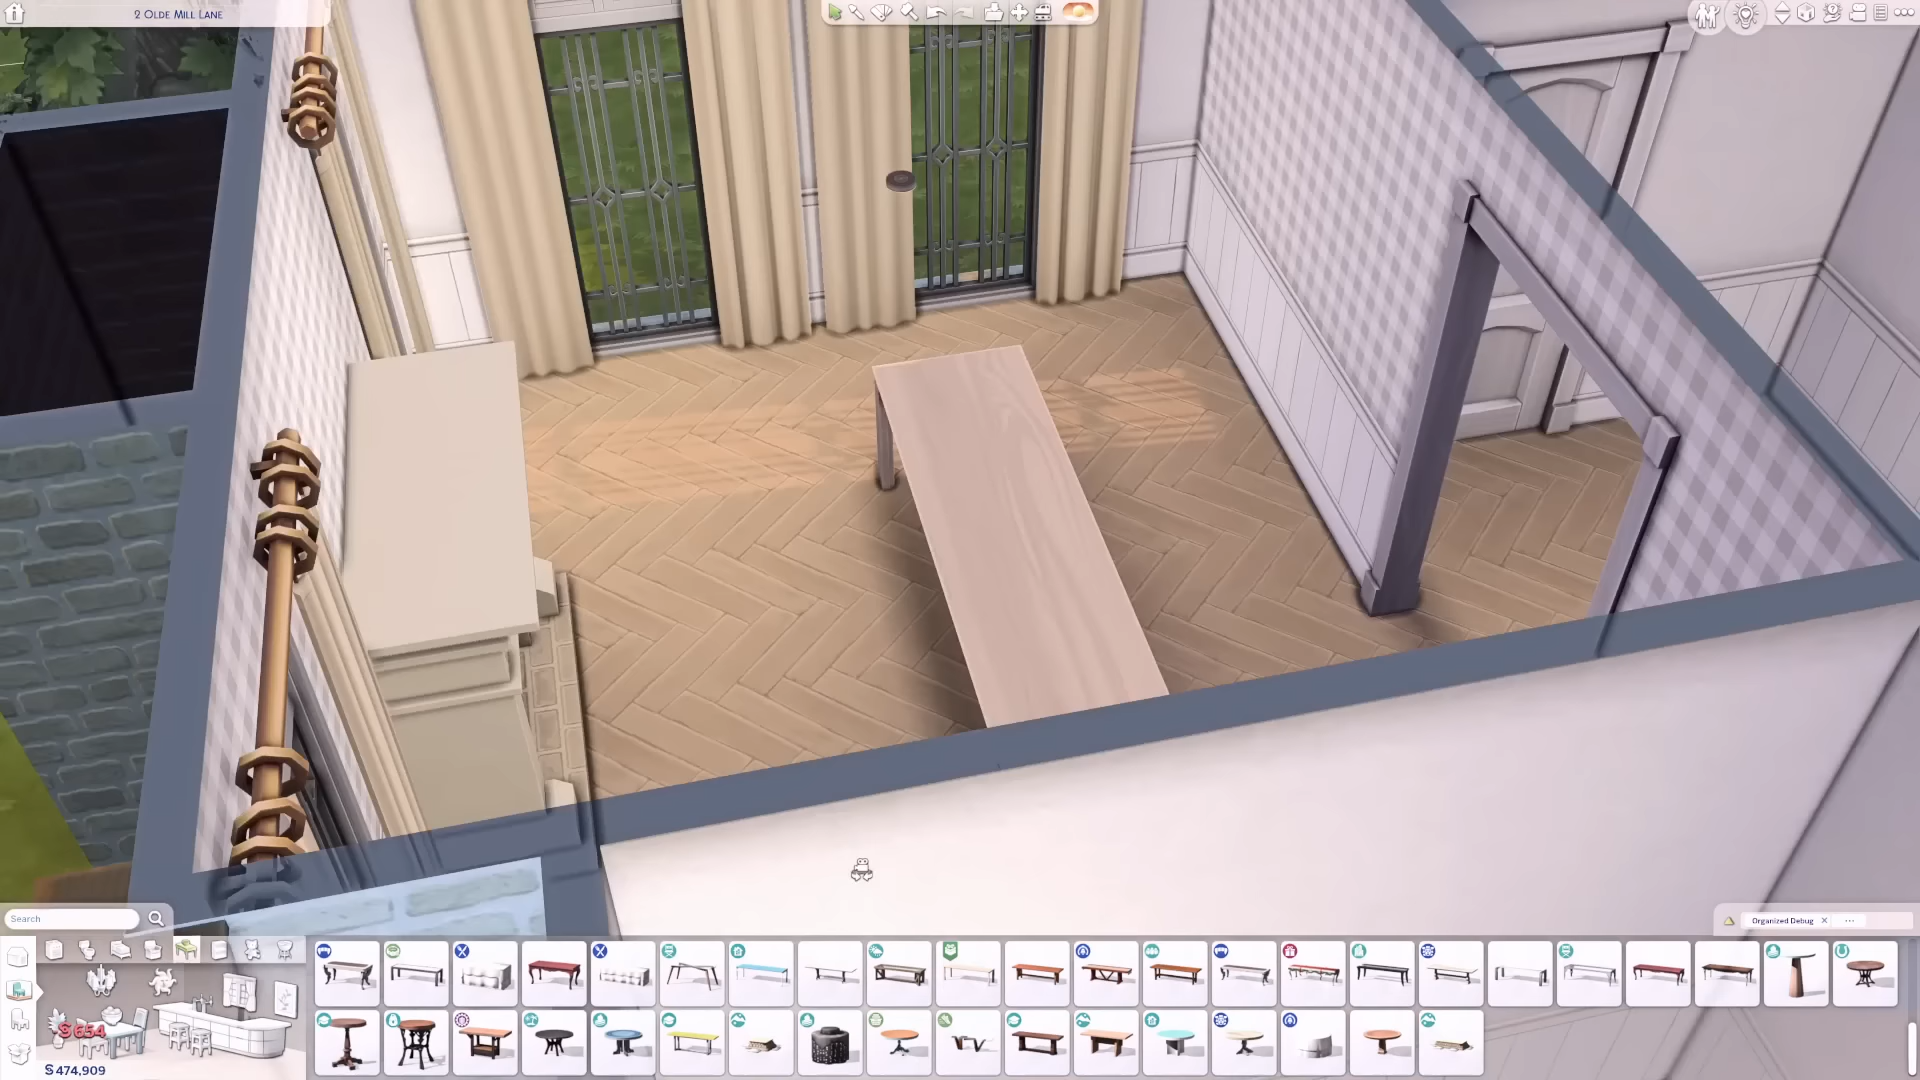 2 Olde Mill Lane
Search
Organized Debug
§654
§474,909